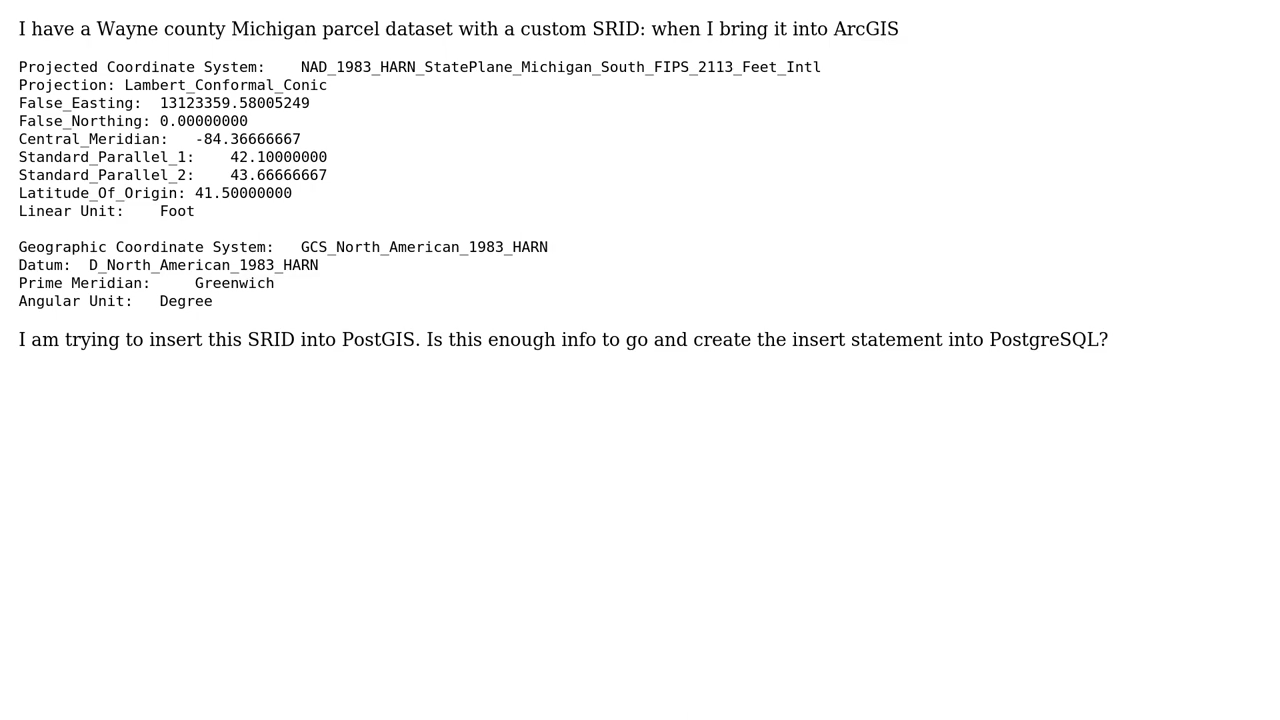 I have a Wayne county Michigan parcel dataset with a custom SRID: when I bring it into ArcGIS
Projected Coordinate System:    NAD_1983_HARN_StatePlane_Michigan_South_FIPS_2113_Feet_Intl
Projection: Lambert_Conformal_Conic
False_Easting:  13123359.58005249
False_Northing: 0.00000000
Central_Meridian:   -84.36666667
Standard_Parallel_1:    42.10000000
Standard_Parallel_2:    43.66666667
Latitude_Of_Origin: 41.50000000
Linear Unit:    Foot
Geographic Coordinate System:   GCS_North_American_1983_HARN
Datum:  D_North_American_1983_HARN
Prime Meridian:     Greenwich
Angular Unit:   Degree
I am trying to insert this SRID into PostGIS. Is this enough info to go and create the insert statement into PostgreSQL?